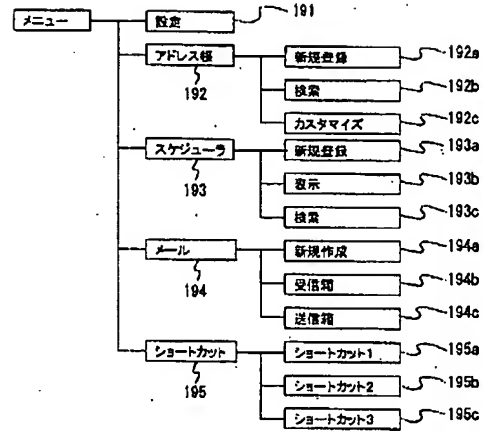 メニュー
設定
191
アドレス帳
192
新規登録
192a
検索
192b
カスタマイズ
192c
スケジューラ
193
新規登録
193a
表示
193b
検索
193c
メール
194
新規作成
194a
受信箱
194b
送信箱
194c
ショートカット
195
ショートカット1
195a
ショートカット2
195b
ショートカット3
195c